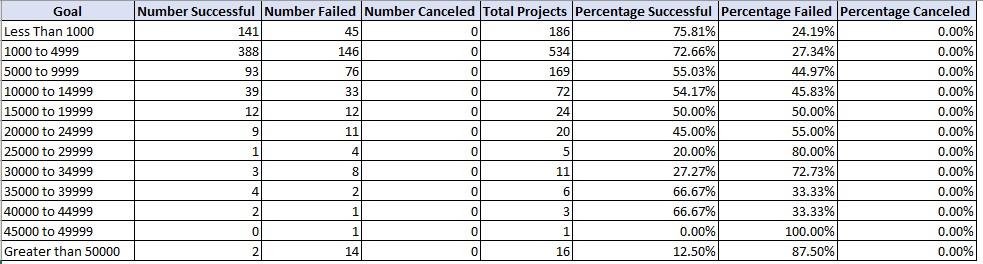 Goal Number Successful Number Failed Number Canceled Total Projects Percentage Successful Percentage Failed Percentage Canceled
Less Than 1000 141 45 0 186 75.81% 24.19% 0.00%
1000 to 4999 388 146 0 534 72.66% 27.34% 0.00%
5000 to 9999 93 76 0 169 55.03% 44.97% 0.00%
10000 to 14999 39 33 0 72 54.17% 45.83% 0.00%
15000 to 19999 12 12 0 24 50.00% 50.00% 0.00%
20000 to 24999 9 11 0 20 45.00% 55.00% 0.00%
25000 to 29999 1 4 0 5 20.00% 80.00% 0.00%
30000 to 34999 3 8 0 11 27.27% 72.73% 0.00%
35000 to 39999 4 2 0 6 66.67% 33.33% 0.00%
40000 to 44999 2 1 0 3 66.67% 33.33% 0.00%
45000 to 49999 0 1 0 1 0.00% 100.00% 0.00%
Greater than 50000 2 14 0 16 12.50% 87.50% 0.00%